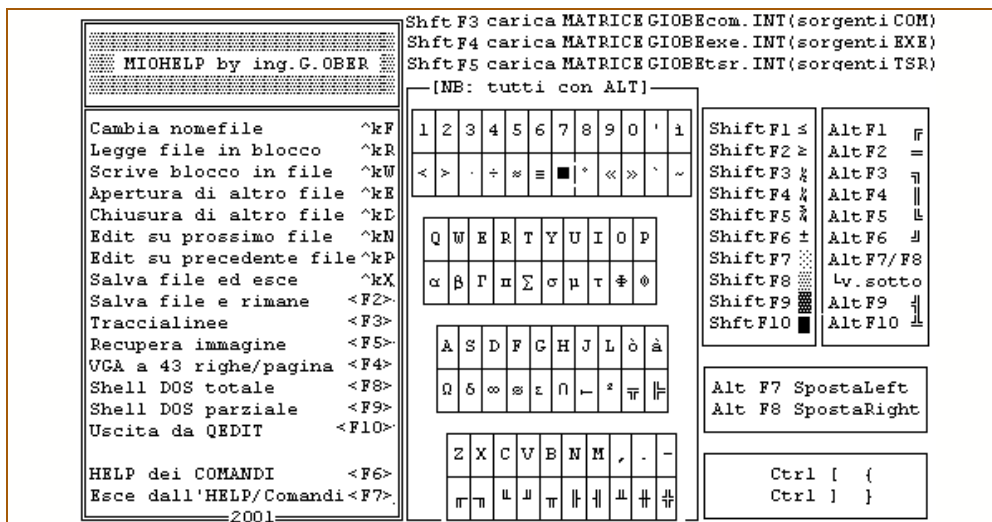 Shft F3 carica MATRICE GIOBEcom.INT(sorgenti COM)
Shft F4 carica MATRICE GIOBEexe.INT(sorgenti EXE)
Shft F5 carica MATRICE GIOBEtsr.INT(sorgenti TSR)
MIOHELP by ing.G.OBER
Cambia nomefile ^kF
Legge file in blocco ^kR
Scrive blocco in file ^kW
Apertura di altro file ^kE
Chiusura di altro file
Edit su prossimo file ^kN
Edit su precedente file ^kP
Salva file ed esce ^kX
Salva file e rimane <F2>
Traccialinee <F3>
Recupera immagine <F5>
VGA a 43 righe/pagina <F4>
Shell DOS totale <F8>
Shell DOS parziale <F9>
Uscita da QEDIT <F10>
HELP dei COMANDI <F6>
Esce dall'HELP/Comandi <F7>
2001
[NB: tutti con ALT]
1 2 3 4 5 6 7 8 9 0 ' ì
< > · ÷ ≈ ≡ ■ ° « » ` ~
Q W E R T Y U I O P
α β Γ π Σ σ µ τ Φ Θ
A S D F G H J L ò à
Ω δ ∞ ε ∩ ² ╦ ╠
Z X C V B N M , . -
╓ ╖ ╙ ╜ ╥ ╟ ╢ ╨ ╫ ╬
Shift F1 ≤
Shift F2 ≥
Shift F3
Shift F4
Shift F5
Shift F6 ±
Shift F7 ░
Shift F8 ▒
Shift F9 ▓
Shft F10 █
Alt F1 ╔
Alt F2 ═
Alt F3 ╗
Alt F4 ║
Alt F5 ╚
Alt F6 ╝
Alt F7/F8
└v.sotto
Alt F9 ╣
Alt F10 ╩
Alt F7 SpostaLeft
Alt F8 SpostaRight
Ctrl [ {
Ctrl ] }